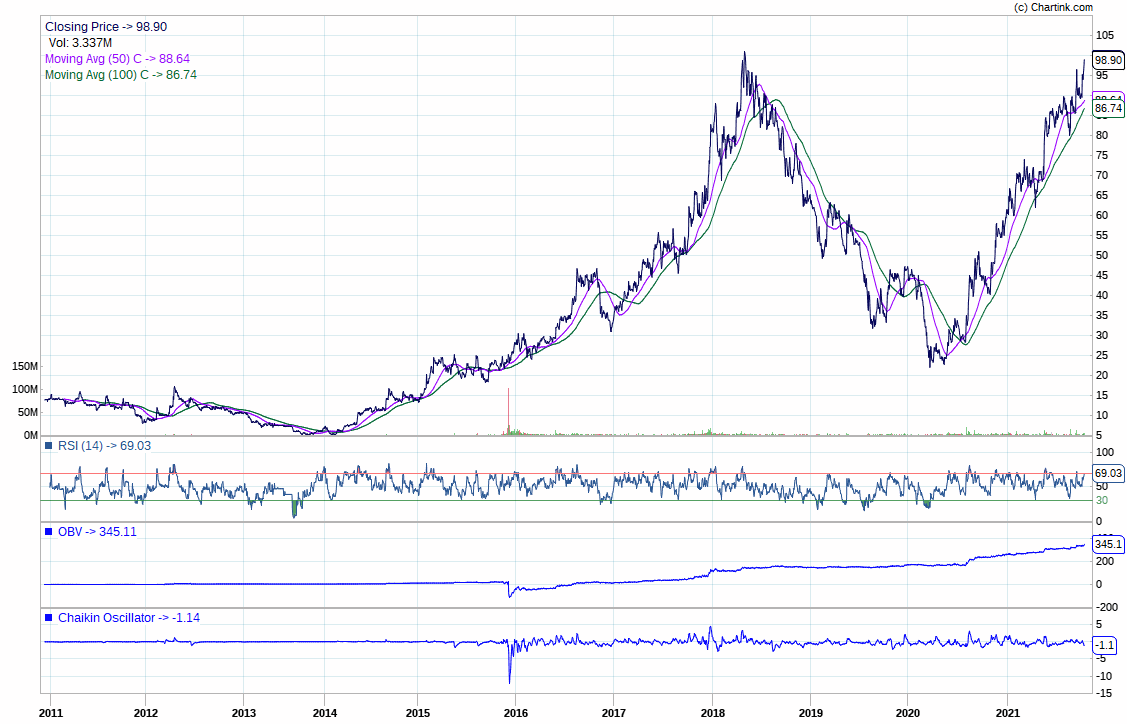 (c) Chartink.com
Closing Price -> 98.90
Vol: 3.337M
Moving Avg (50) C -> 88.64
Moving Avg (100) C -> 86.74
105
98.90
95
86.74
80
75
70
65
60
55
50
45
40
35
30
25
20
15
10
5
150M
100M
50M
0M
RSI (14) -> 69.03
100
69.03
50
30
0
OBV -> 345.11
345.1
200
0
-200
Chaikin Oscillator -> -1.14
5
-1.1
-5
-10
-15
2011 2012 2013 2014 2015 2016 2017 2018 2019 2020 2021